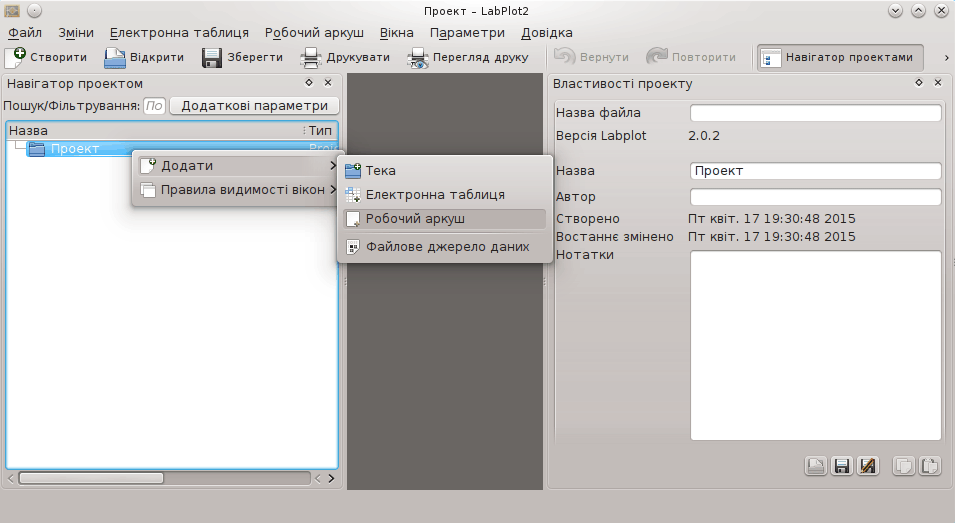 Проект – LabPlot2
Файл Зміни Електронна таблиця Робочий аркуш Вікна Параметри Довідка
Створити Відкрити Зберегти Друкувати Перегляд друку Вернути Повторити Навігатор проектами
Навігатор проектом
Пошук/Фільтрування: По Додаткові параметри
Назва Тип
Проект Proj
Додати
Правила видимості вікон
Тека
Електронна таблиця
Робочий аркуш
Файлове джерело даних
Властивості проекту
Назва файла
Версія Labplot 2.0.2
Назва Проект
Автор
Створено Пт квіт. 17 19:30:48 2015
Востаннє змінено Пт квіт. 17 19:30:48 2015
Нотатки